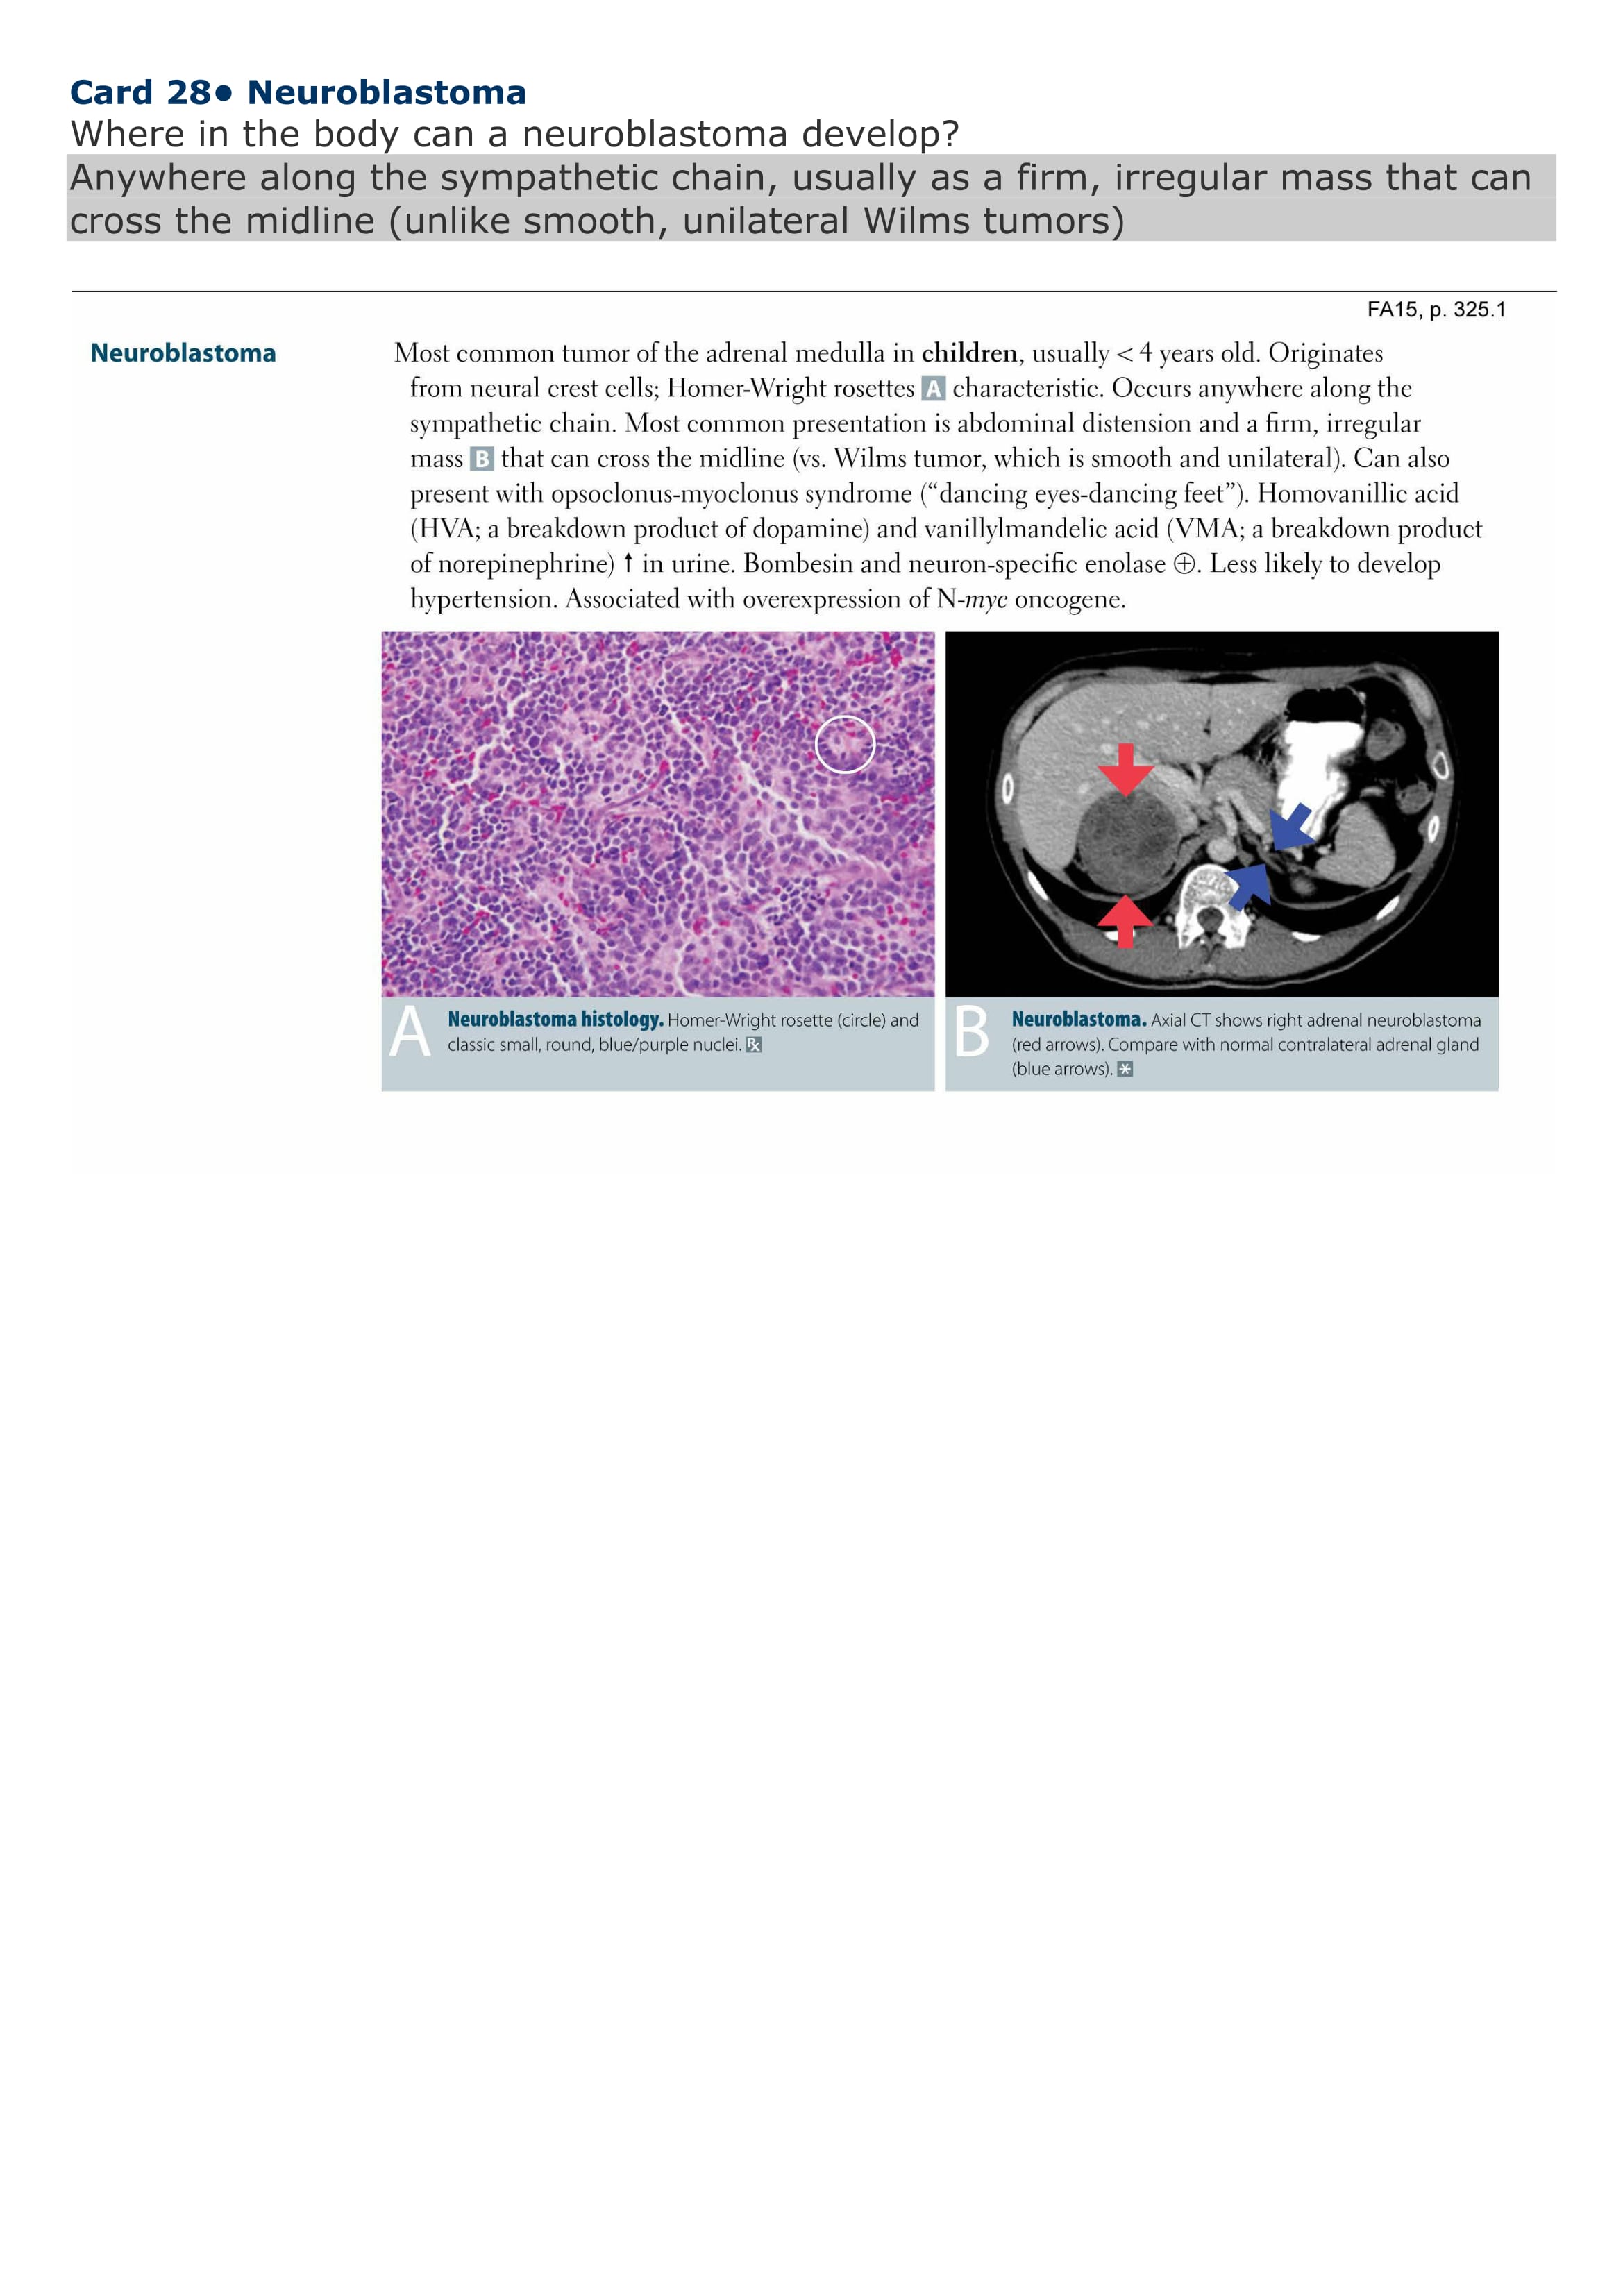 Card 28• Neuroblastoma
Where in the body can a neuroblastoma develop?
Anywhere along the sympathetic chain, usually as a firm, irregular mass that can
cross the midline (unlike smooth, unilateral Wilms tumors)
FA15, p. 325.1
Neuroblastoma
Most common tumor of the adrenal medulla in children, usually < 4 years old. Originates
from neural crest cells; Homer-Wright rosettes A characteristic. Occurs anywhere along the
sympathetic chain. Most common presentation is abdominal distension and a firm, irregular
mass B that can cross the midline (vs. Wilms tumor, which is smooth and unilateral). Can also
present with opsoclonus-myoclonus syndrome (“dancing eyes-dancing feet”). Homovanillic acid
(HVA; a breakdown product of dopamine) and vanillylmandelic acid (VMA; a breakdown product
of norepinephrine) ↑ in urine. Bombesin and neuron-specific enolase ⊕. Less likely to develop
hypertension. Associated with overexpression of N-myc oncogene.
A
Neuroblastoma histology. Homer-Wright rosette (circle) and
classic small, round, blue/purple nuclei. ℞
B
Neuroblastoma. Axial CT shows right adrenal neuroblastoma
(red arrows). Compare with normal contralateral adrenal gland
(blue arrows). *